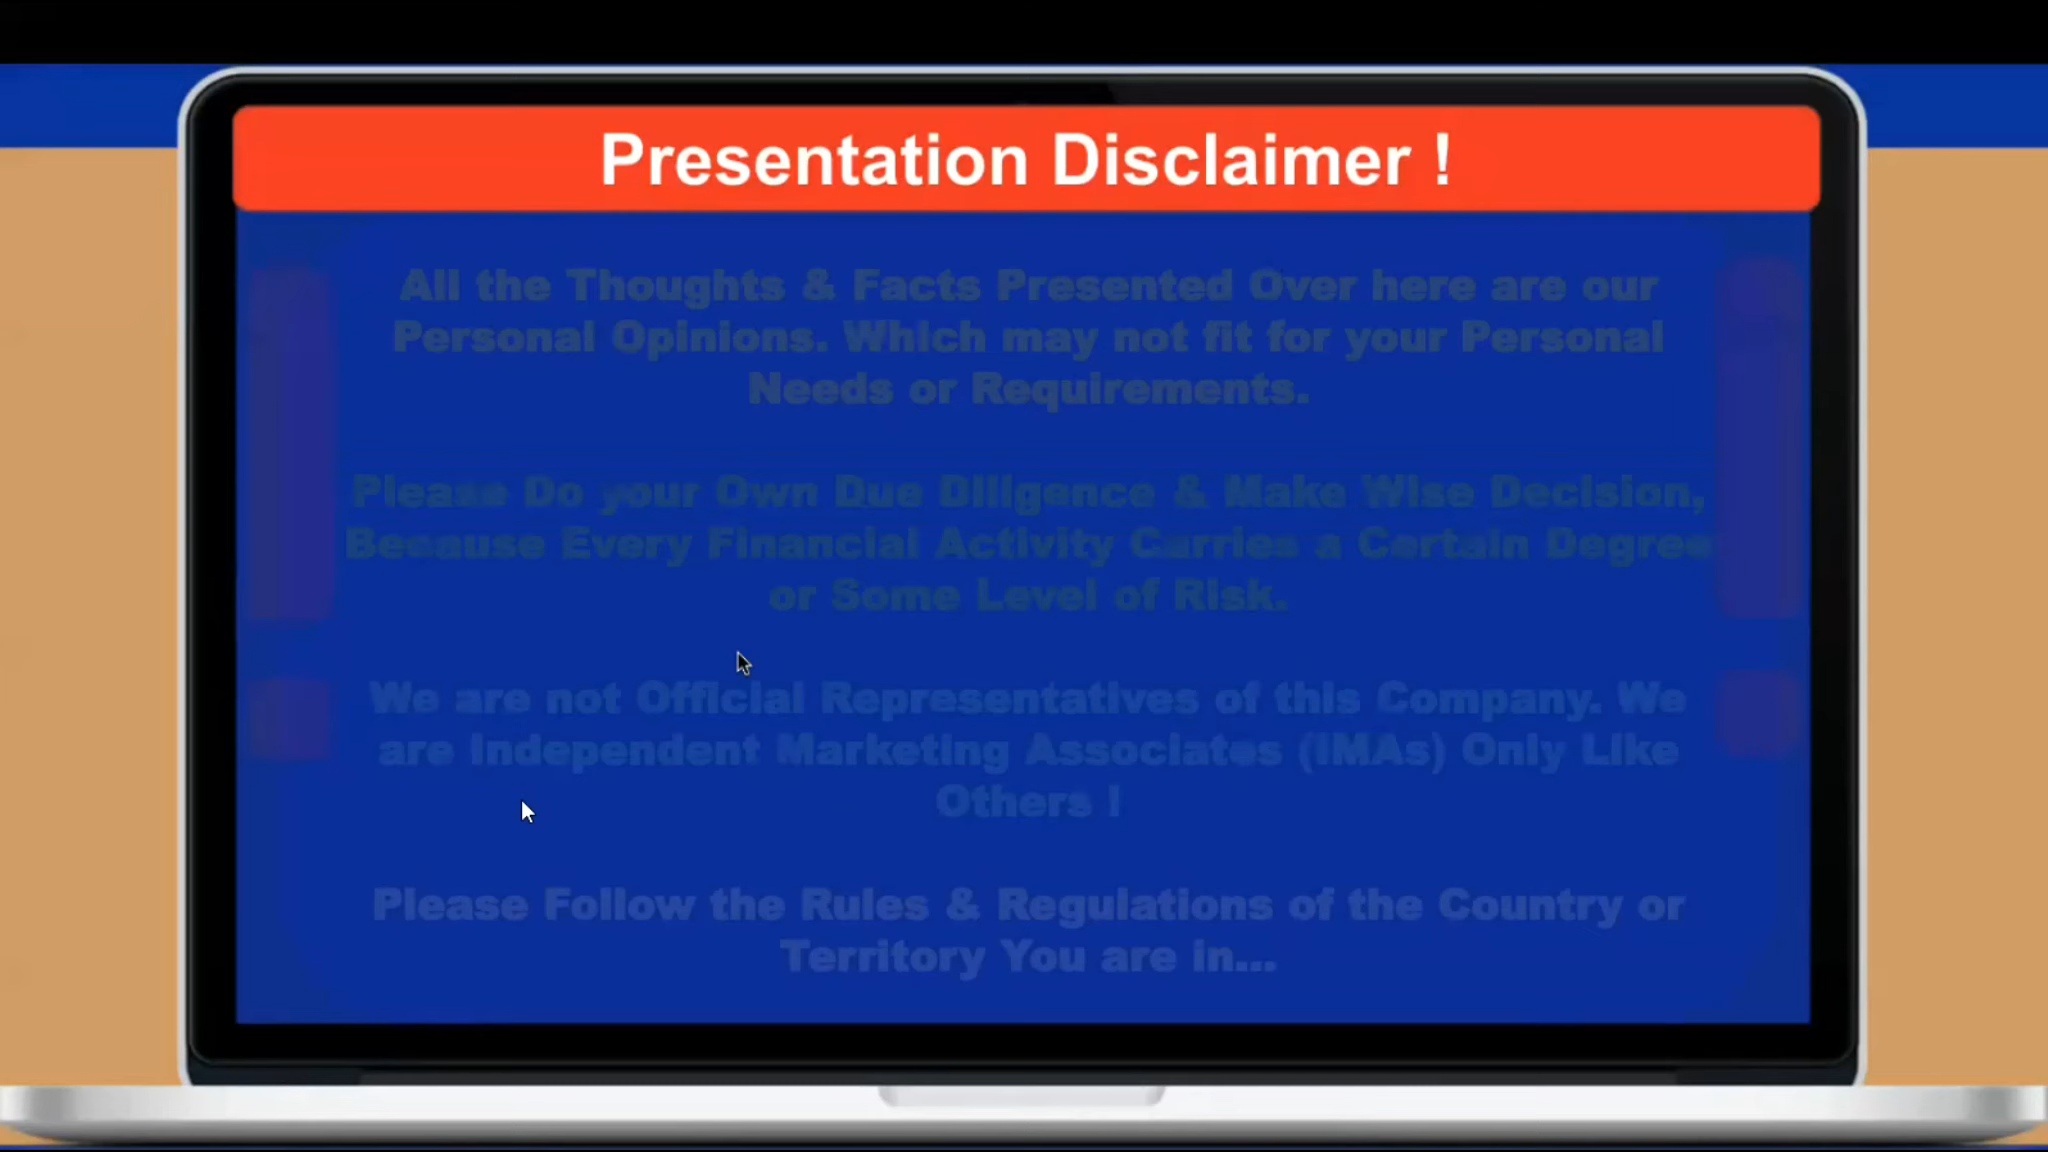 Presentation Disclaimer !
All the Thoughts & Facts Presented Over here are our
Personal Opinions. Which may not fit for your Personal
Needs or Requirements.
Please Do your Own Due Diligence & Make Wise Decision,
Because Every Financial Activity Carries a Certain Degree
or Some Level of Risk.
We are not Official Representatives of this Company. We
are Independent Marketing Associates (IMAs) Only Like
Others !
Please Follow the Rules & Regulations of the Country or
Territory You are in...